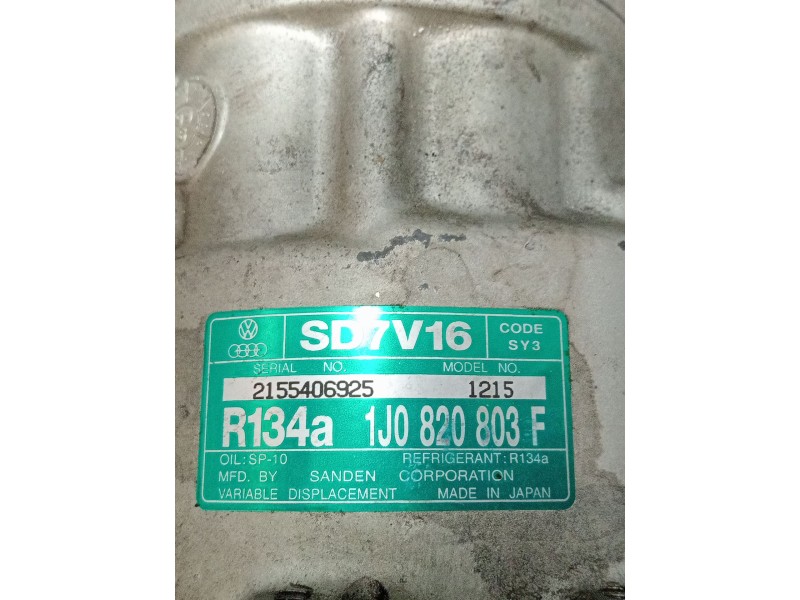 SD7V16
CODE
SY3
SERIAL NO. MODEL NO.
2155406925 1215
R134a 1J0 820 803 F
OIL:SP-10 REFRIGERANT:R134a
MFD. BY SANDEN CORPORATION
VARIABLE DISPLACEMENT MADE IN JAPAN